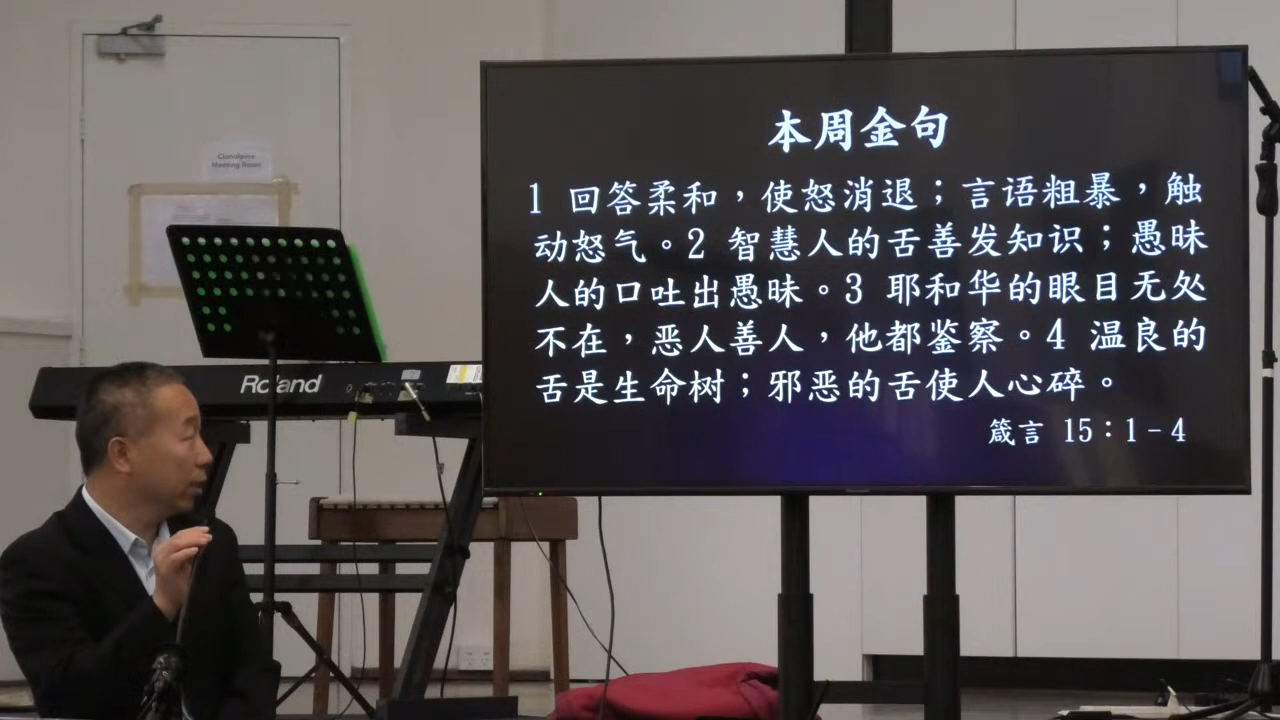 本周金句
1 回答柔和，使怒消退；言语粗暴，触
动怒气。2 智慧人的舌善发知识；愚昧
人的口吐出愚昧。3 耶和华的眼目无处
不在，恶人善人，他都鉴察。4 温良的
舌是生命树；邪恶的舌使人心碎。
箴言 15：1-4
Roland
Meeting Room